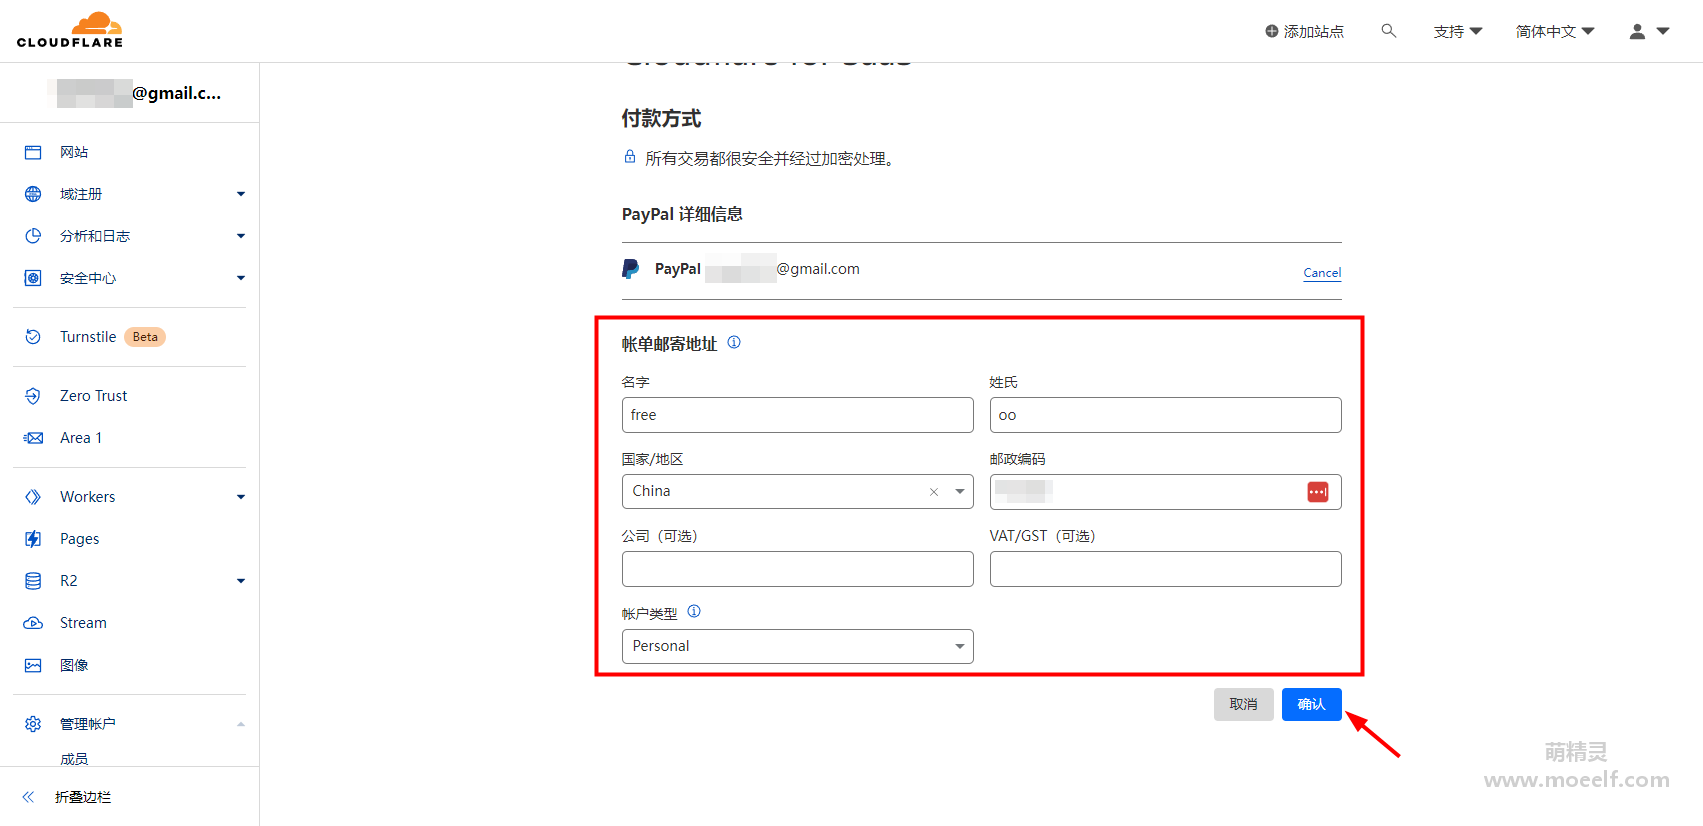 CLOUDFLARE
添加站点
支持
简体中文
@gmail.c...
网站
域注册
分析和日志
安全中心
Turnstile Beta
Zero Trust
Area 1
Workers
Pages
R2
Stream
图像
管理帐户
成员
折叠边栏
Cloudflare for SaaS
付款方式
所有交易都很安全并经过加密处理。
PayPal 详细信息
PayPal @gmail.com
Cancel
帐单邮寄地址
名字 姓氏
free oo
国家/地区 邮政编码
China
公司（可选） VAT/GST（可选）
帐户类型
Personal
取消 确认
萌精灵
www.moeelf.com